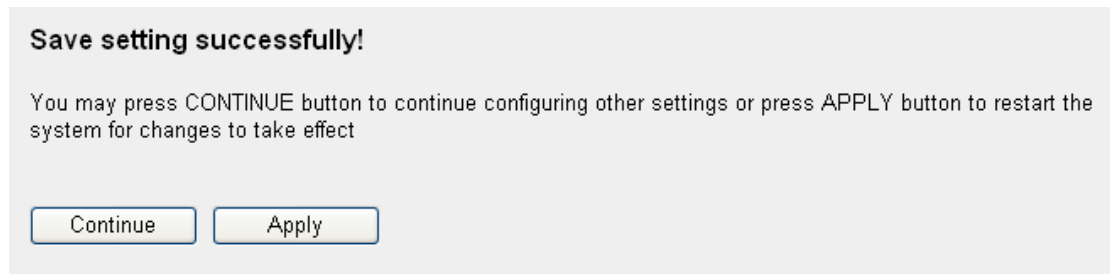 Save setting successfully!
You may press CONTINUE button to continue configuring other settings or press APPLY button to restart the
system for changes to take effect
Continue
Apply